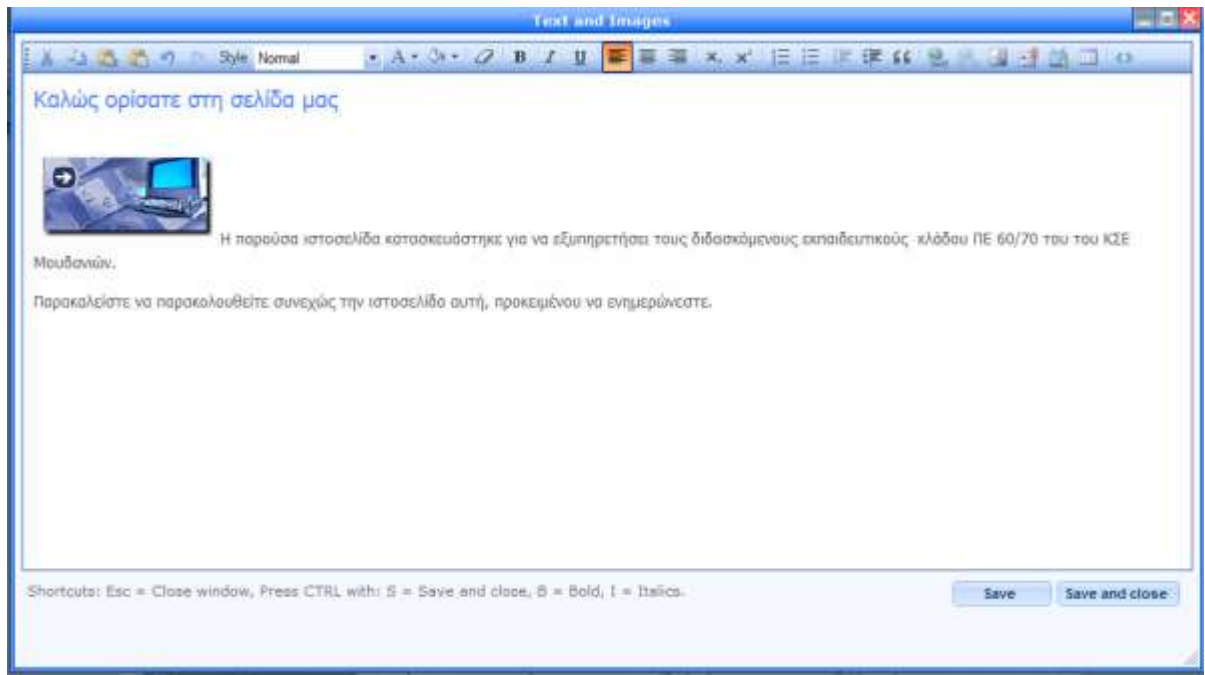 Text and Images
Style Normal A B I U x, x' “
Καλώς ορίσατε στη σελίδα μας
Η παρούσα ιστοσελίδα κατασκευάστηκε για να εξυπηρετήσει τους διδασκόμενους εκπαιδευτικούς κλάδου ΠΕ 60/70 του του ΚΣΕ
Μουδανιών.
Παρακαλείστε να παρακολουθείτε συνεχώς την ιστοσελίδα αυτή, προκειμένου να ενημερώνεστε.
Shortcuts: Esc = Close window, Press CTRL with: S = Save and close, B = Bold, I = Italics.
Save Save and close